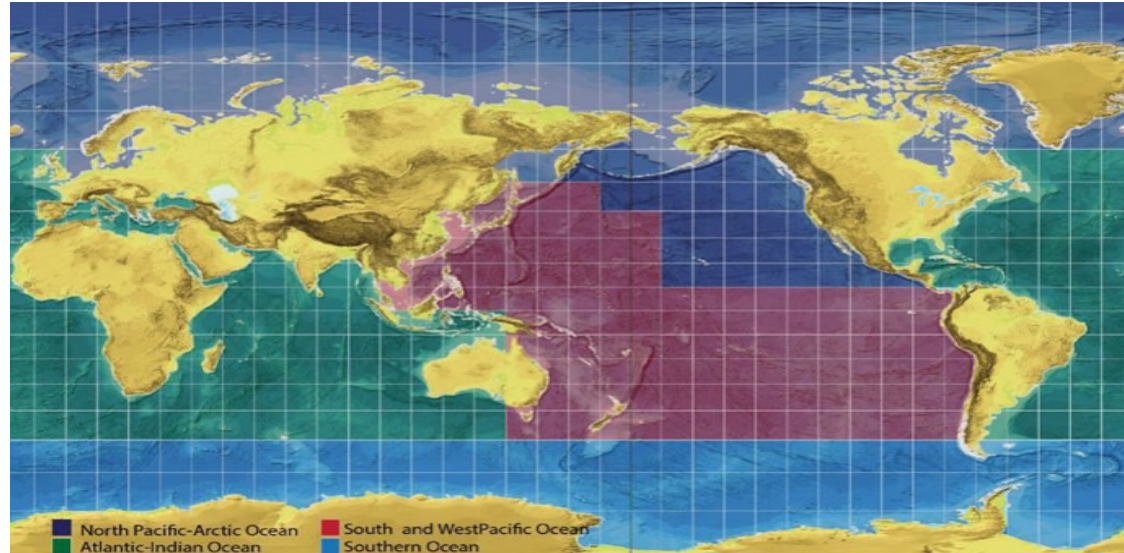 North Pacific-Arctic Ocean
South and WestPacific Ocean
Atlantic-Indian Ocean
Southern Ocean